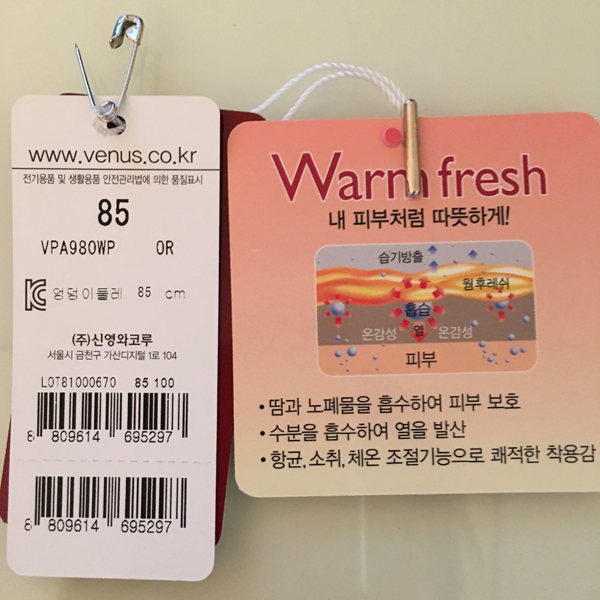 www.venus.co.kr
전기용품 및 생활용품 안전관리법에 의한 품질표시
85
VPA980WP OR
엉덩이둘레 85 cm
(주)신영와코루
서울시 금천구 가산디지털 1로 104
LOT81000670 85 100
8 809614 695297
8 809614 695297
Warm fresh
내 피부처럼 따뜻하게!
습기방출
웜후레쉬
흡습
온감성 열 온감성
피부
• 땀과 노폐물을 흡수하여 피부 보호
• 수분을 흡수하여 열을 발산
• 항균, 소취, 체온 조절기능으로 쾌적한 착용감